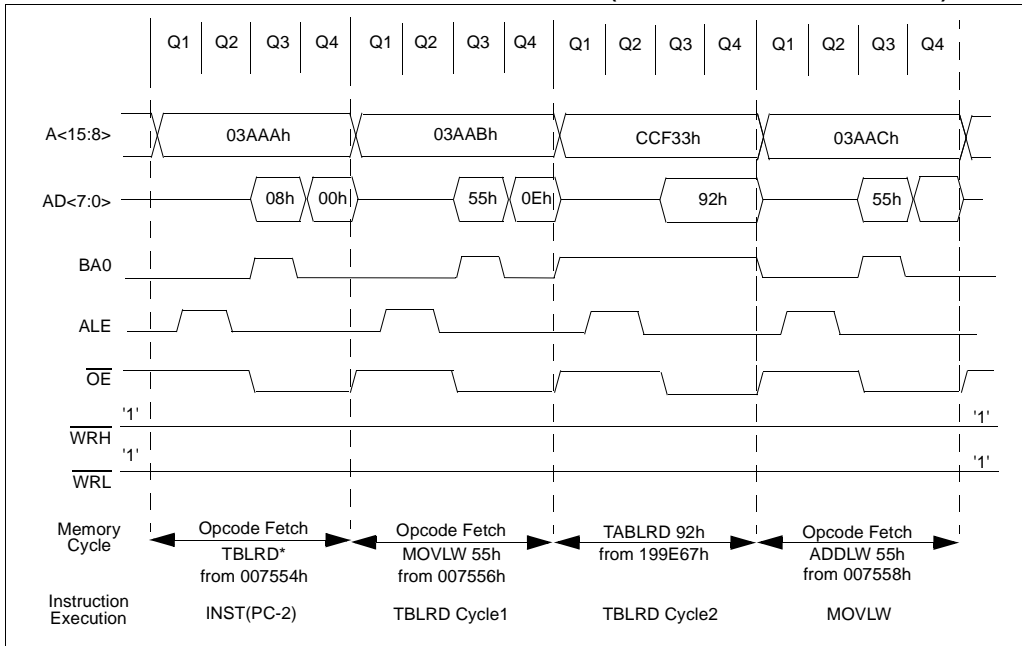 Q1 Q2 Q3 Q4 Q1 Q2 Q3 Q4 Q1 Q2 Q3 Q4 Q1 Q2 Q3 Q4
A<15:8> 03AAAh 03AABh CCF33h 03AACh
AD<7:0> 08h 00h 55h 0Eh 92h 55h
BA0
ALE
OE
'1' '1'
WRH
'1' '1'
WRL
Memory Cycle
Opcode Fetch
TBLRD*
from 007554h
Opcode Fetch
MOVLW 55h
from 007556h
TABLRD 92h
from 199E67h
Opcode Fetch
ADDLW 55h
from 007558h
Instruction Execution
INST(PC-2) TBLRD Cycle1 TBLRD Cycle2 MOVLW